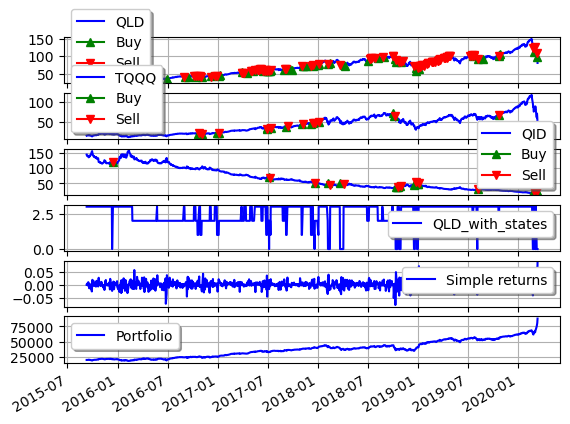 QLD
Buy
Sell
150
100
50
TQQQ
Buy
Sell
100
50
QID
Buy
Sell
150
100
50
QLD_with_states
2.5
0.0
Simple returns
0.05
0.00
−0.05
Portfolio
75000
50000
25000
2015-07
2016-01
2016-07
2017-01
2017-07
2018-01
2018-07
2019-01
2019-07
2020-01